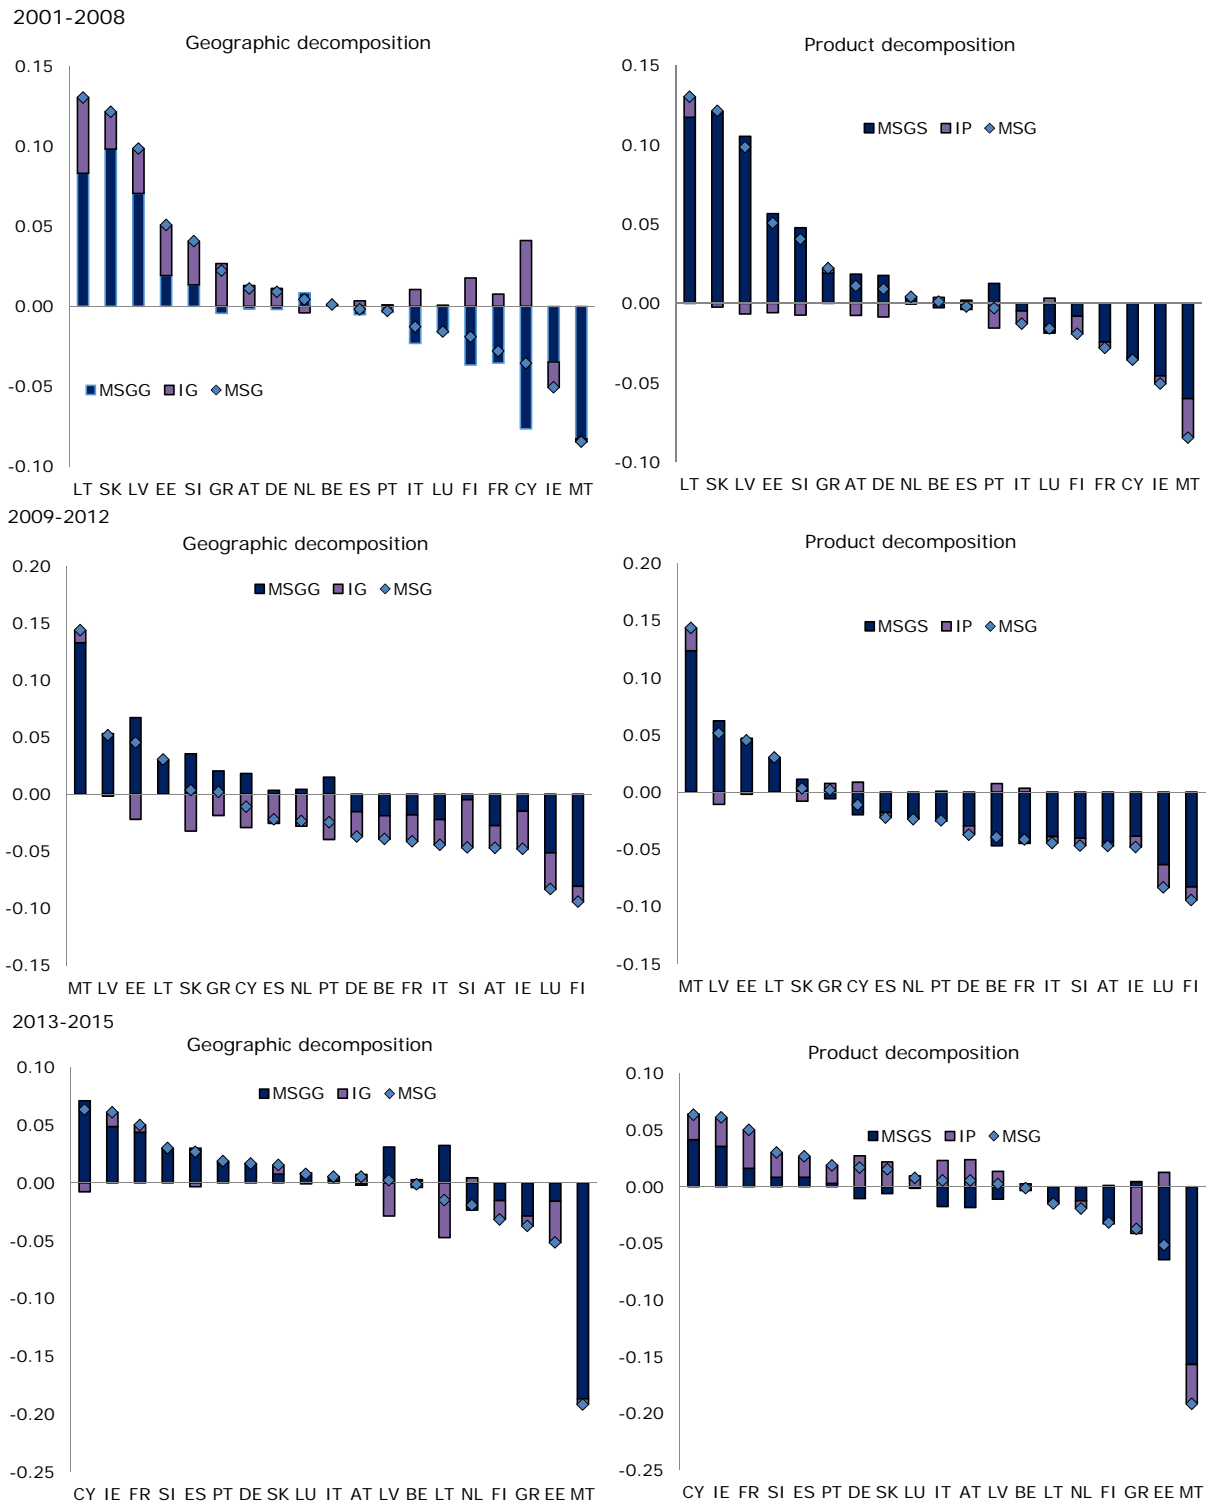 2001-2008
Geographic decomposition
0.15
0.10
0.05
0.00
-0.05
-0.10
MSGG IG MSG
LT SK LV EE SI GR AT DE NL BE ES PT IT LU FI FR CY IE MT
Product decomposition
0.15
0.10
0.05
0.00
-0.05
-0.10
MSGS IP MSG
LT SK LV EE SI GR AT DE NL BE ES PT IT LU FI FR CY IE MT
2009-2012
Geographic decomposition
0.20
0.15
0.10
0.05
0.00
-0.05
-0.10
-0.15
MSGG IG MSG
MT LV EE LT SK GR CY ES NL PT DE BE FR IT SI AT IE LU FI
Product decomposition
0.20
0.15
0.10
0.05
0.00
-0.05
-0.10
-0.15
MSGS IP MSG
MT LV EE LT SK GR CY ES NL PT DE BE FR IT SI AT IE LU FI
2013-2015
Geographic decomposition
0.10
0.05
0.00
-0.05
-0.10
-0.15
-0.20
-0.25
MSGG IG MSG
CY IE FR SI ES PT DE SK LU IT AT LV BE LT NL FI GR EE MT
Product decomposition
0.10
0.05
0.00
-0.05
-0.10
-0.15
-0.20
-0.25
MSGS IP MSG
CY IE FR SI ES PT DE SK LU IT AT LV BE LT NL FI GR EE MT